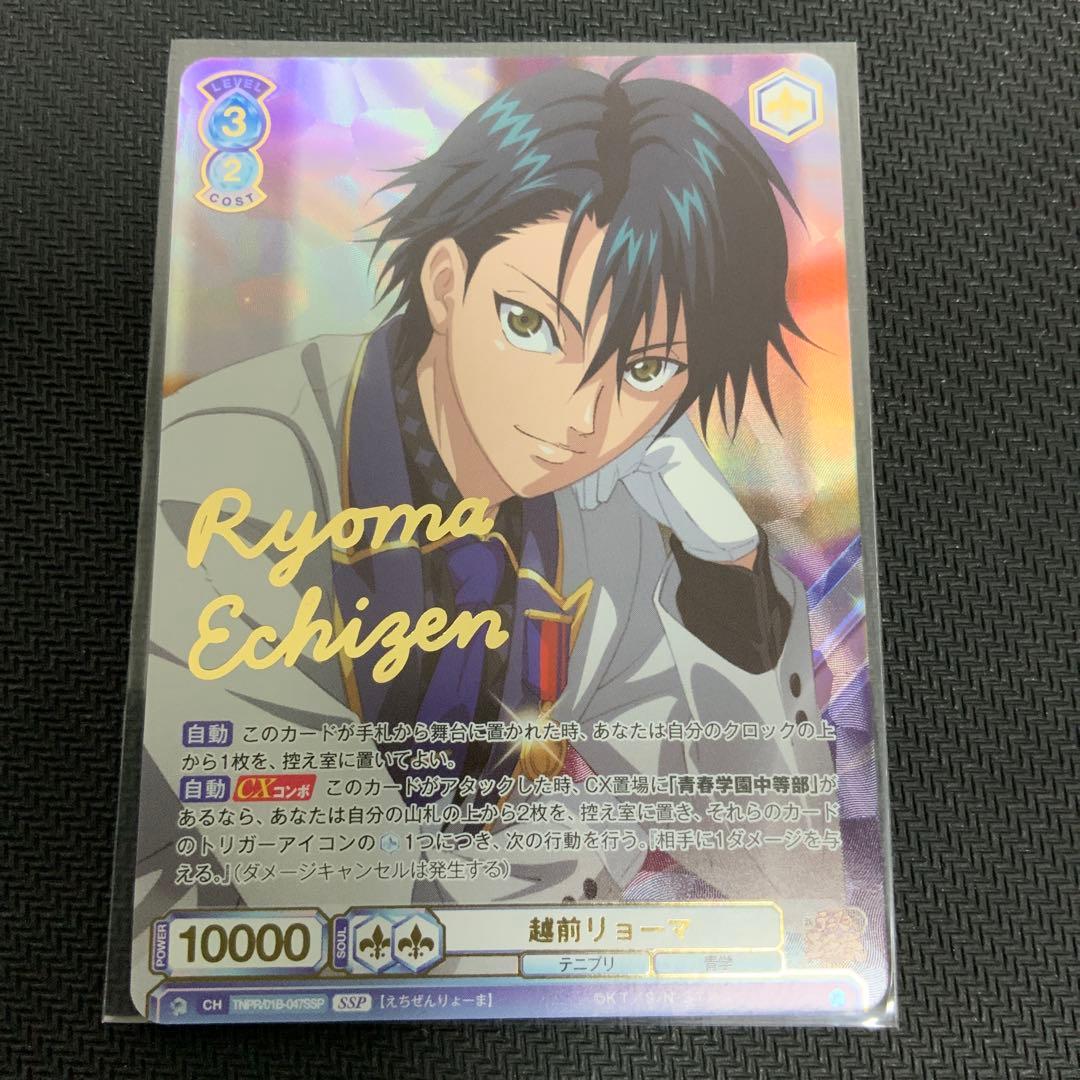 LEVEL
3
2
COST
Ryoma
Echizen
自動 このカードが手札から舞台に置かれた時、あなたは自分のクロックの上
から1枚を、控え室に置いてよい。
自動 CXコンボ このカードがアタックした時、CX置場に「青春学園中等部」が
あるなら、あなたは自分の山札の上から2枚を、控え室に置き、それらのカード
のトリガーアイコンの 1つにつき、次の行動を行う。『相手に1ダメージを与
える。』（ダメージキャンセルは発生する）
POWER 10000 SOUL 越前リョーマ
テニプリ 青学
CH TNPR/01B-047SSP SSP 【えちぜんりょーま】